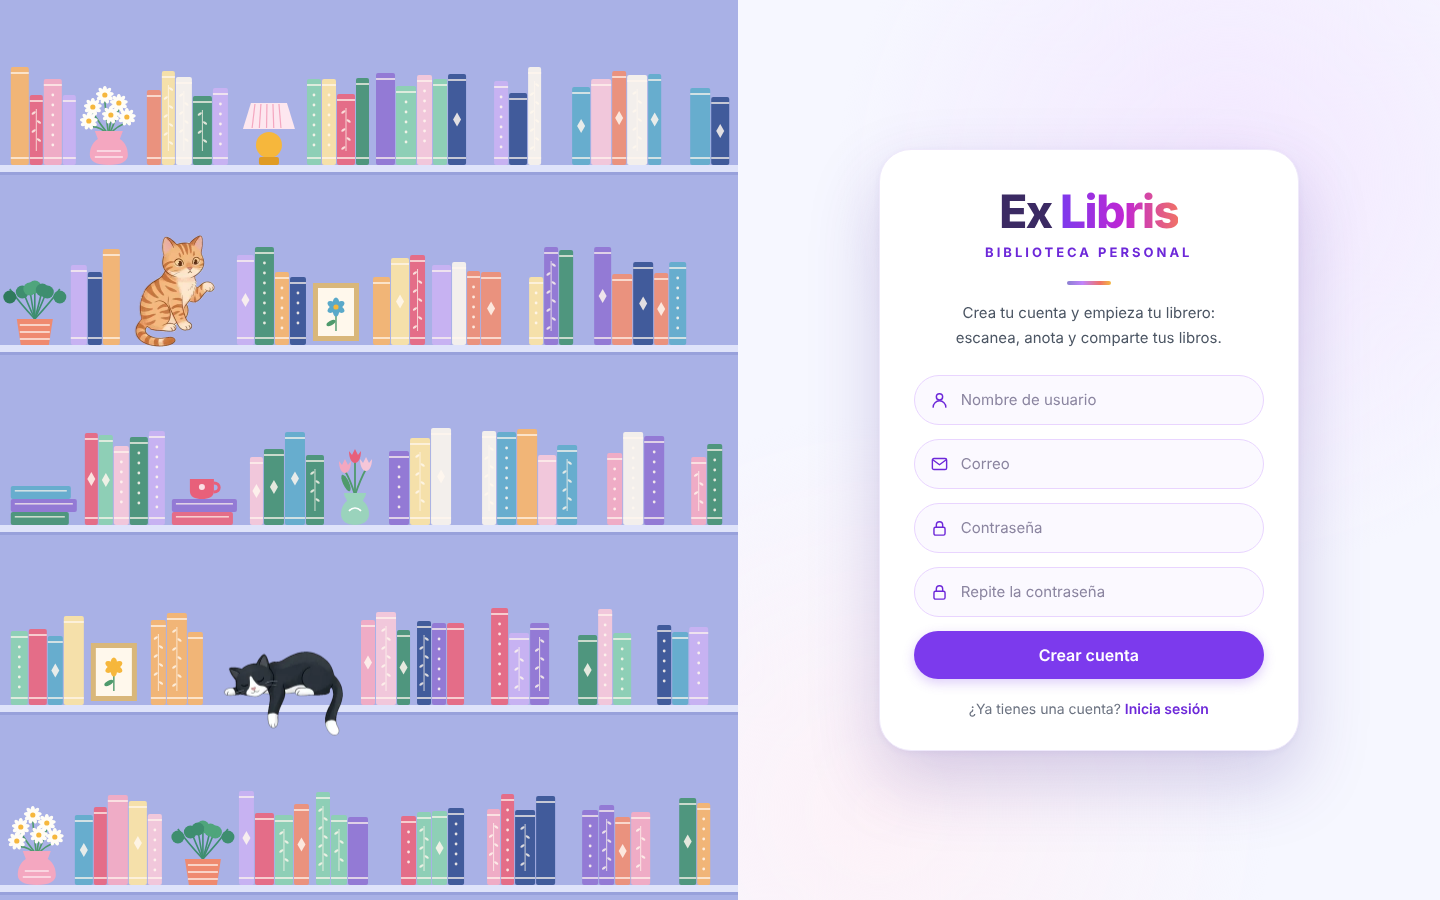 Ex Libris
BIBLIOTECA PERSONAL
Crea tu cuenta y empieza tu librero:
escanea, anota y comparte tus libros.
Nombre de usuario
Correo
Contraseña
Repite la contraseña
Crear cuenta
¿Ya tienes una cuenta? Inicia sesión